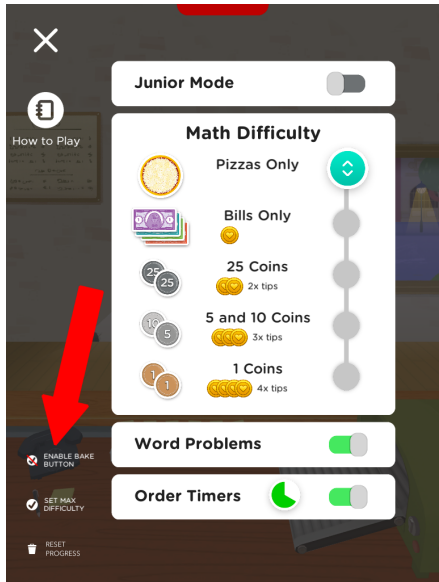 Junior Mode
How to Play
Math Difficulty
Pizzas Only
Bills Only
25 Coins
2x tips
25
25
5 and 10 Coins
3x tips
10
5
1 Coins
4x tips
1
1
ENABLE BAKE
BUTTON
Word Problems
SET MAX
DIFFICULTY
Order Timers
RESET
PROGRESS